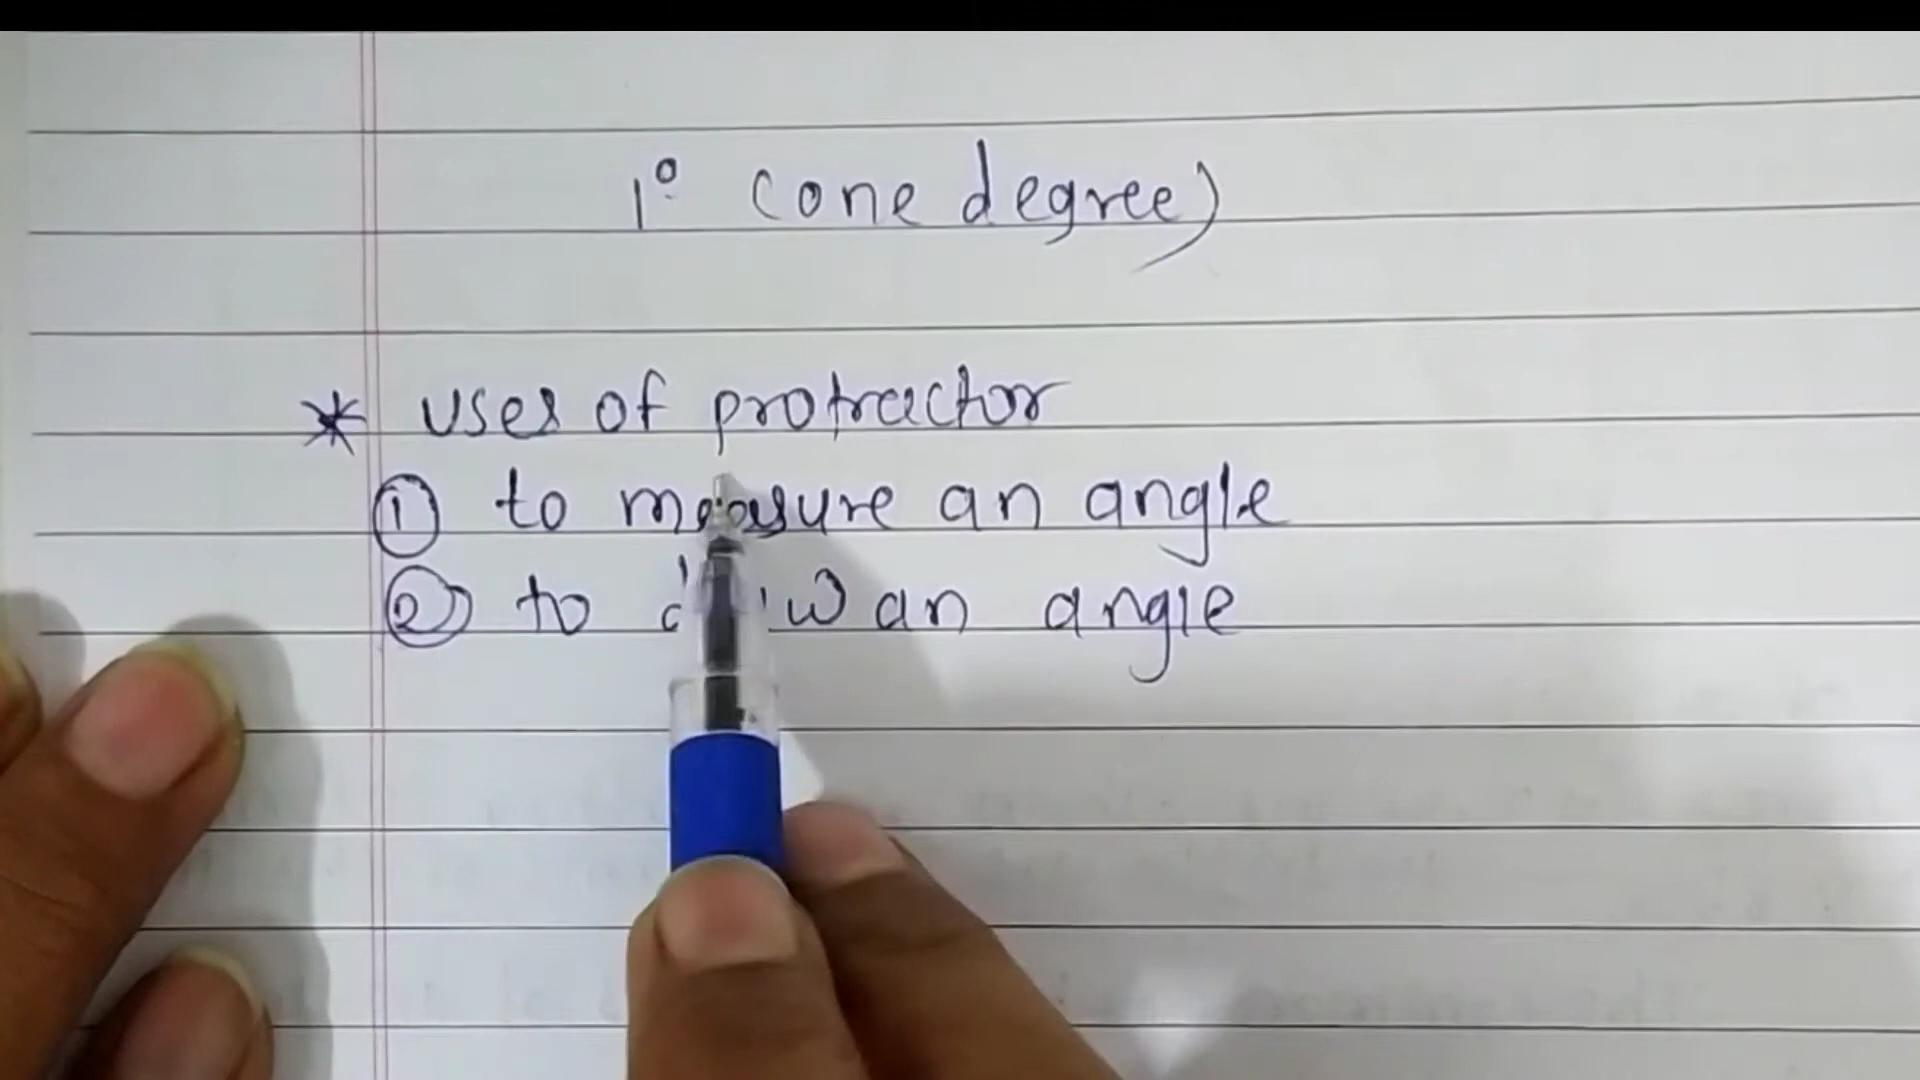 1° (one degree)
* uses of protractor
① to measure an angle
② to an angle